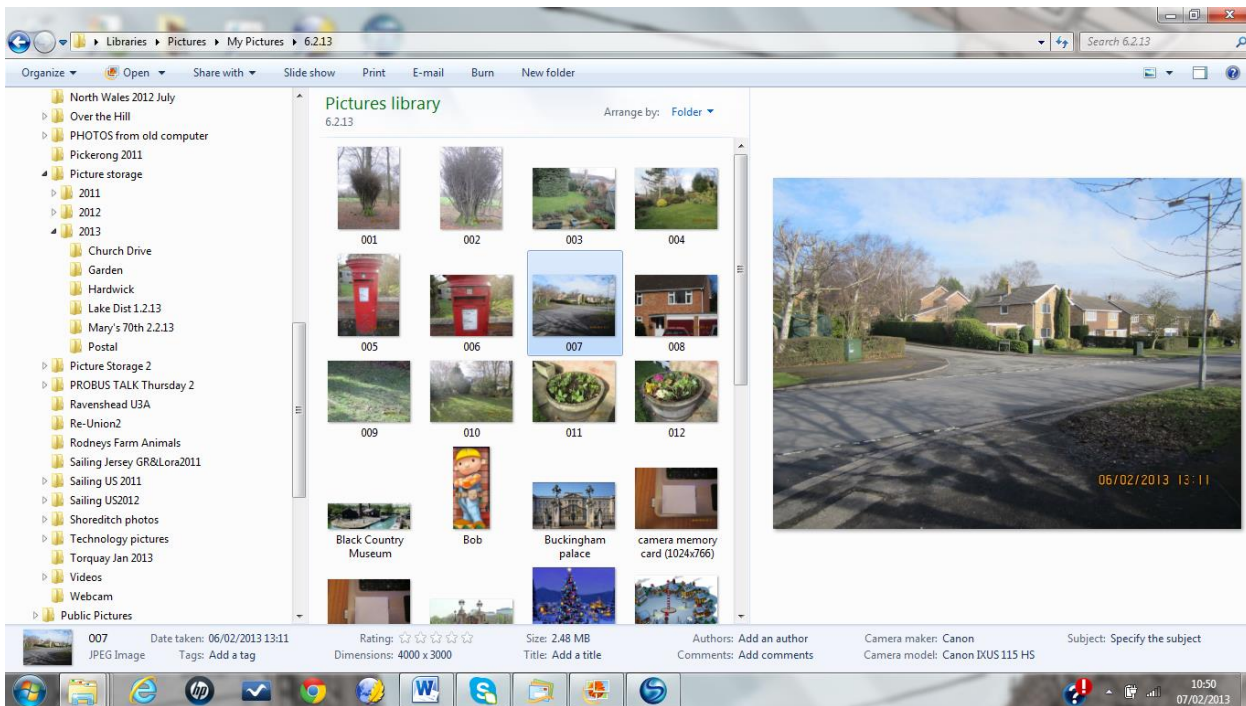 Libraries ▸ Pictures ▸ My Pictures ▸ 6.2.13
Search 6.2.13
Organize Open Share with Slide show Print E-mail Burn New folder
North Wales 2012 July
Over the Hill
PHOTOS from old computer
Pickerong 2011
Picture storage
2011
2012
2013
Church Drive
Garden
Hardwick
Lake Dist 1.2.13
Mary's 70th 2.2.13
Postal
Picture Storage 2
PROBUS TALK Thursday 2
Ravenshead U3A
Re-Union2
Rodneys Farm Animals
Sailing Jersey GR&Lora2011
Sailing US 2011
Sailing US2012
Shoreditch photos
Technology pictures
Torquay Jan 2013
Videos
Webcam
Public Pictures
Pictures library
6.2.13
Arrange by: Folder
001 002 003 004
005 006 007 008
009 010 011 012
Black Country Museum
Bob
Buckingham palace
camera memory card (1024x766)
06/02/2013 13:11
007 Date taken: 06/02/2013 13:11 Rating: Size: 2.48 MB Authors: Add an author Camera maker: Canon Subject: Specify the subject
JPEG Image Tags: Add a tag Dimensions: 4000 x 3000 Title: Add a title Comments: Add comments Camera model: Canon IXUS 115 HS
hp
W
S
10:50
07/02/2013